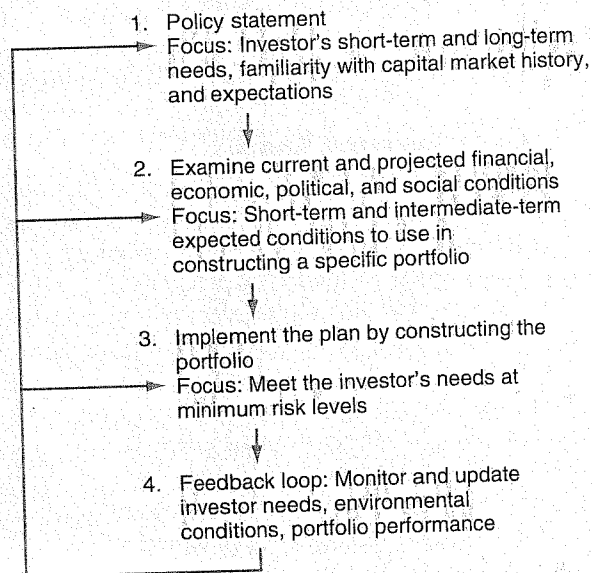 1. Policy statement
Focus: Investor's short-term and long-term
needs, familiarity with capital market history,
and expectations
2. Examine current and projected financial,
economic, political, and social conditions
Focus: Short-term and intermediate-term
expected conditions to use in
constructing a specific portfolio
3. Implement the plan by constructing the
portfolio
Focus: Meet the investor's needs at
minimum risk levels
4. Feedback loop: Monitor and update
investor needs, environmental
conditions, portfolio performance